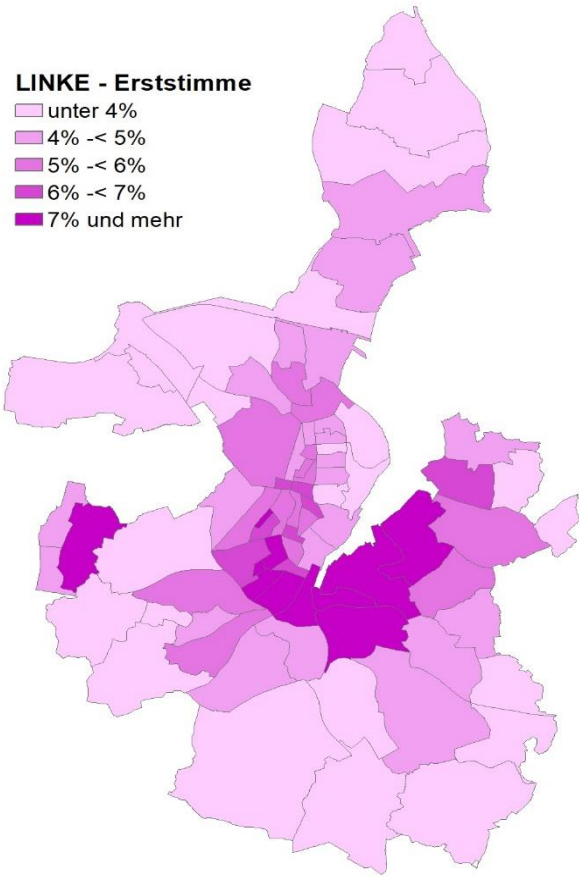 LINKE - Erststimme
unter 4%
4% -< 5%
5% -< 6%
6% -< 7%
7% und mehr